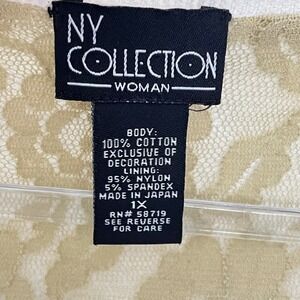 NY
COLLECTION
WOMAN
BODY:
100% COTTON
EXCLUSIVE OF
DECORATION
LINING:
95% NYLON
5% SPANDEX
MADE IN JAPAN
1X
RN# 58719
SEE REVERSE
FOR CARE